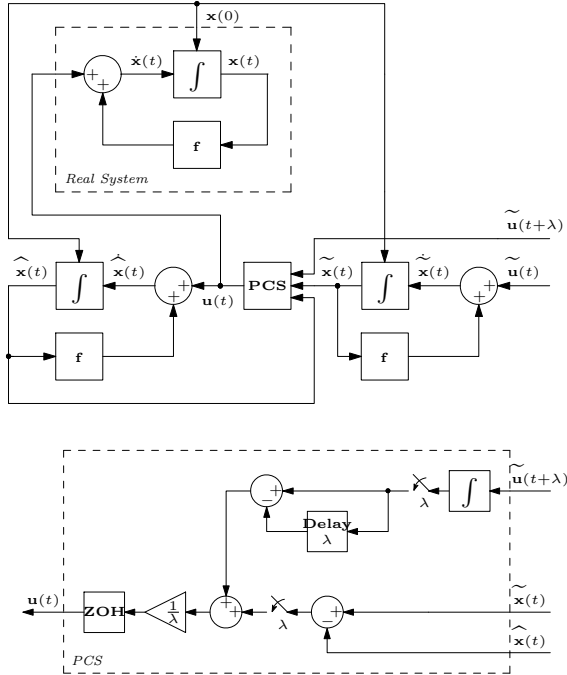 x(0)
ẋ(t) x(t)
+ + ∫
f
Real System
ũ(t+λ)
x̂(t) ẋ̂(t) x̃(t) ẋ̃(t) ũ(t)
∫ + + u(t) PCS ∫ + +
f f
ũ(t+λ)
− + λ ∫
Delay
λ
u(t) x̃(t)
ZOH 1/λ + + λ − +
x̂(t)
PCS